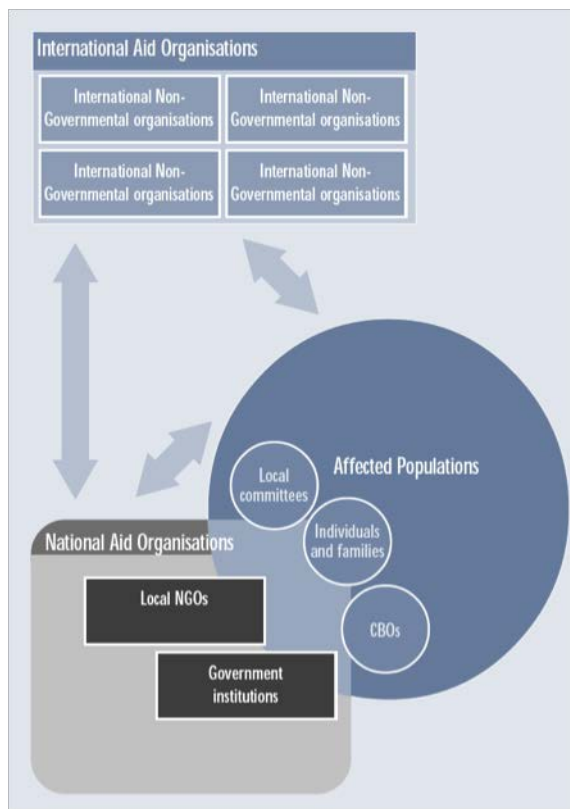 International Aid Organisations
International Non-
Governmental organisations
International Non-
Governmental organisations
International Non-
Governmental organisations
International Non-
Governmental organisations
Affected Populations
Local
committees
Individuals
and families
CBOs
National Aid Organisations
Local NGOs
Government
institutions